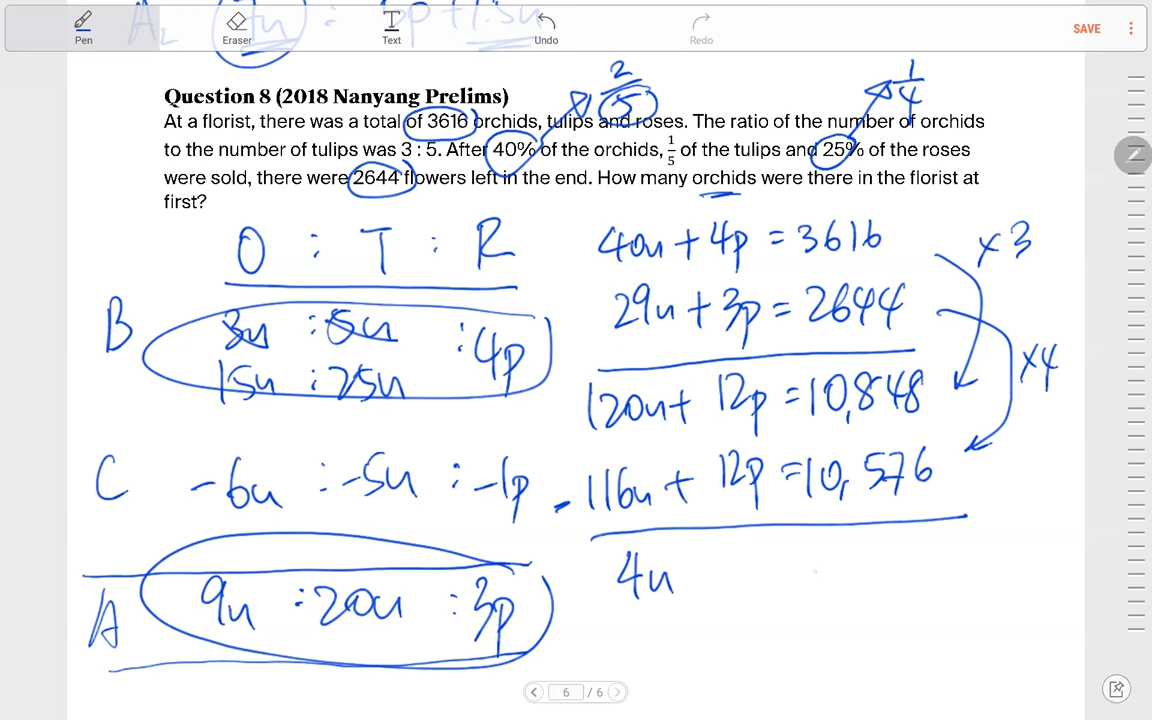 Pen
Eraser
Text
Undo
Redo
SAVE
Question 8 (2018 Nanyang Prelims)
2/5
1/4
At a florist, there was a total of 3616 orchids, tulips and roses. The ratio of the number of orchids
to the number of tulips was 3 : 5. After 40% of the orchids, 1/5 of the tulips and 25% of the roses
were sold, there were 2644 flowers left in the end. How many orchids were there in the florist at
first?
O : T : R
B 3u : 5u : 4p
15u : 25u
C -6u : -5u : -1p
A 9u : 20u : 3p
40u + 4p = 3616
×3
29u + 3p = 2644
×4
120u + 12p = 10,848
- 116u + 12p = 10,576
4u
6 / 6